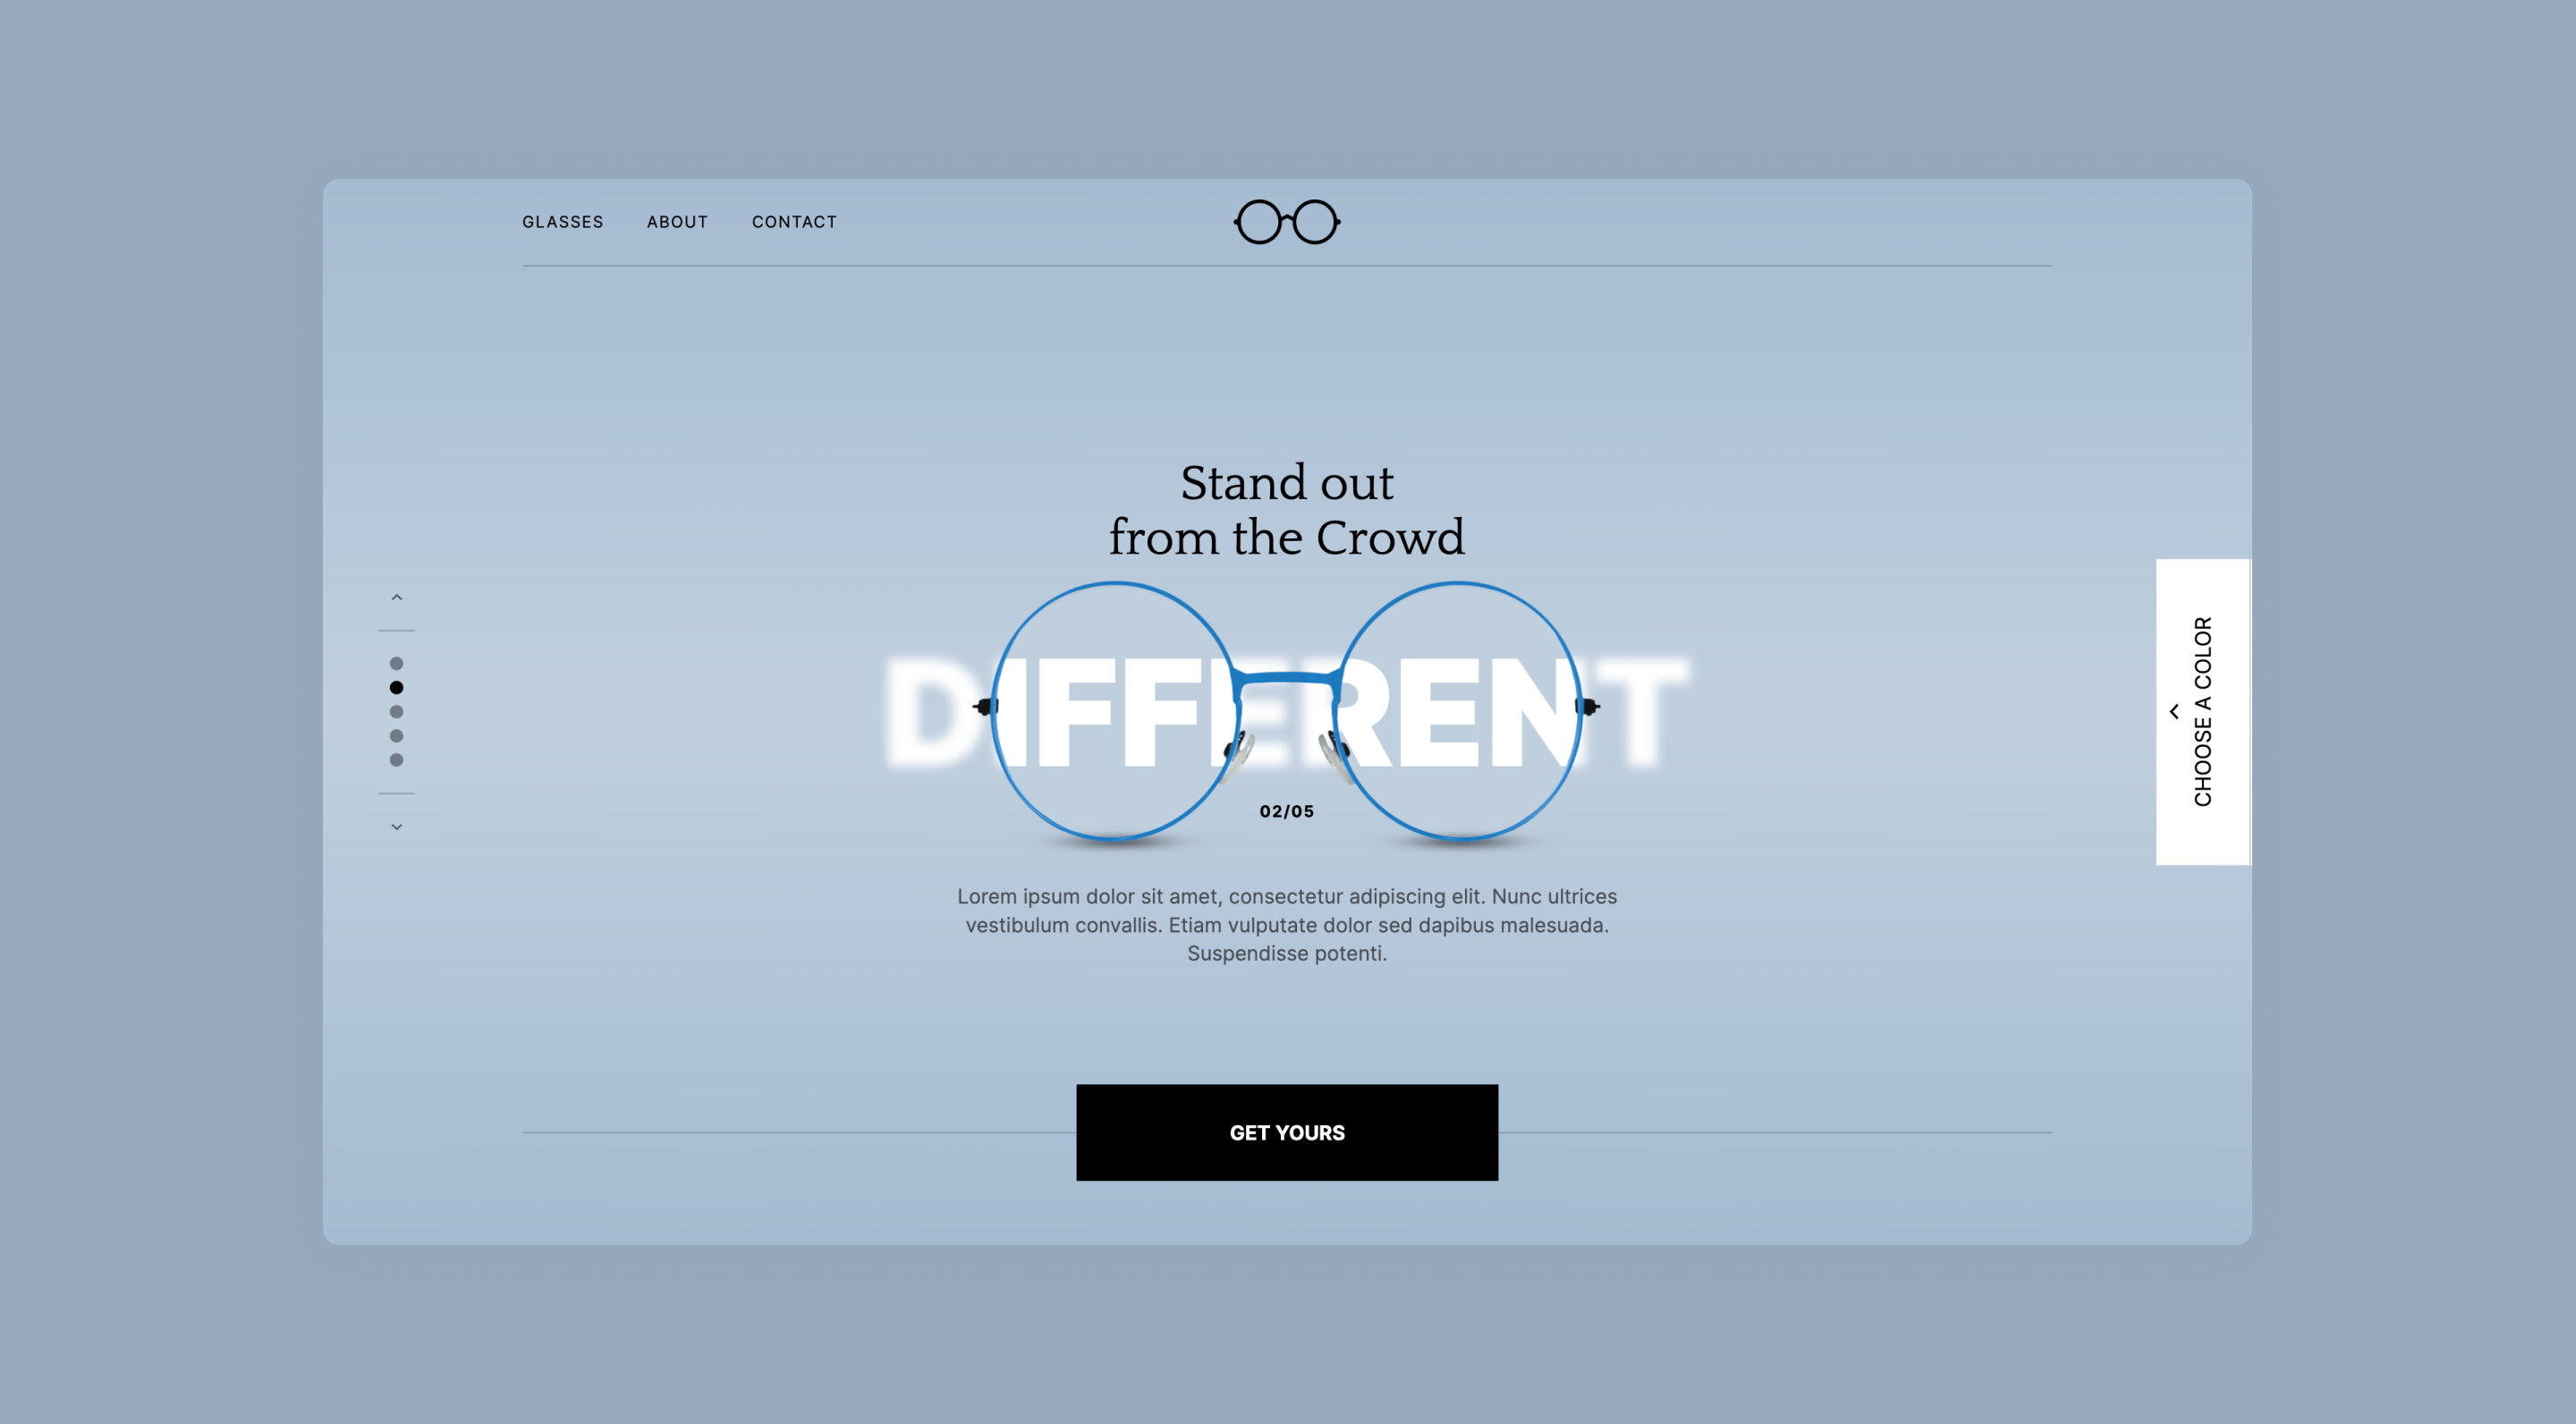 GLASSES ABOUT CONTACT
Stand out
from the Crowd
DIFFERENT
02/05
CHOOSE A COLOR
Lorem ipsum dolor sit amet, consectetur adipiscing elit. Nunc ultrices
vestibulum convallis. Etiam vulputate dolor sed dapibus malesuada.
Suspendisse potenti.
GET YOURS